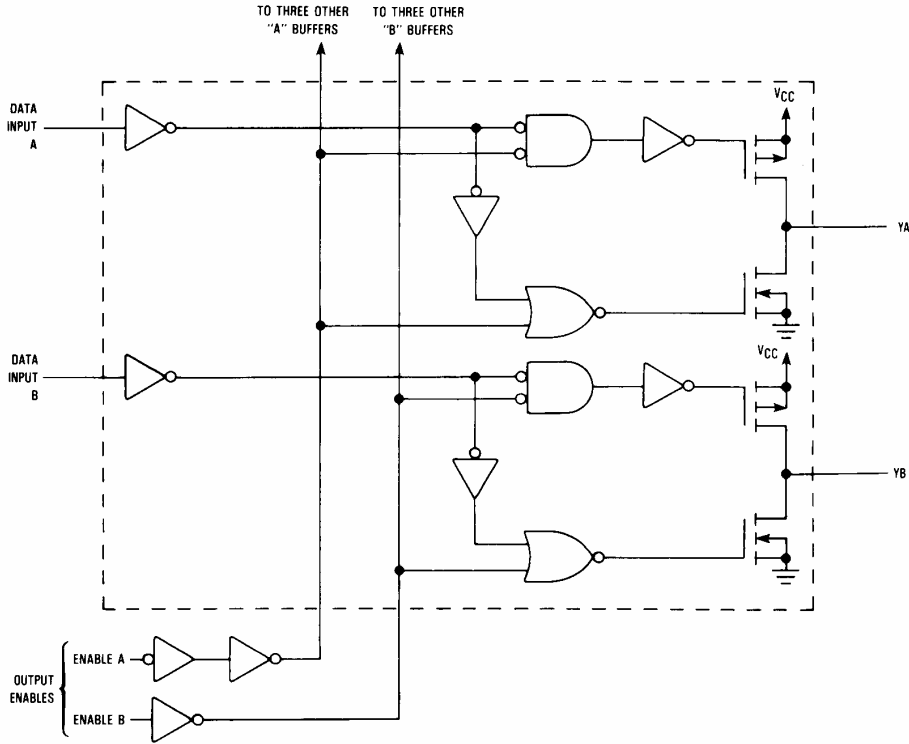 TO THREE OTHER
"A" BUFFERS
TO THREE OTHER
"B" BUFFERS
DATA
INPUT
A
VCC
YA
DATA
INPUT
B
VCC
YB
OUTPUT
ENABLES
ENABLE A
ENABLE B